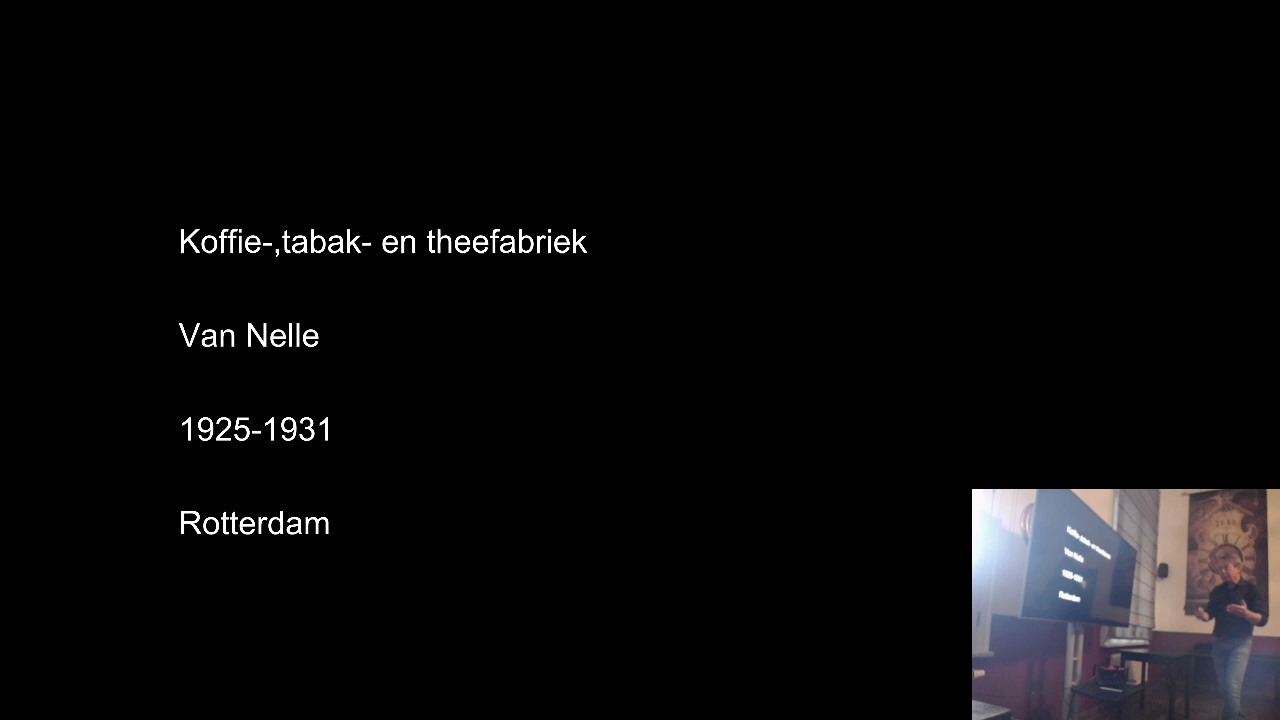 Koffie-,tabak- en theefabriek
Van Nelle
1925-1931
Rotterdam